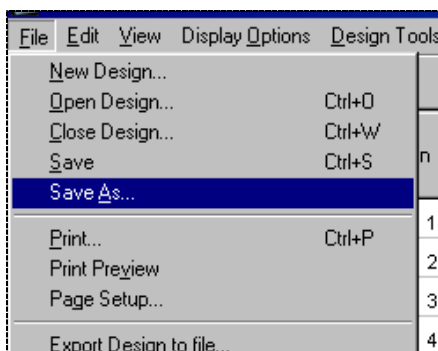 File Edit View Display Options Design Tools
New Design...
Open Design... Ctrl+O
Close Design... Ctrl+W
Save Ctrl+S
n
Save As...
1
Print... Ctrl+P
2
Print Preview
3
Page Setup...
4
Export Design to file...